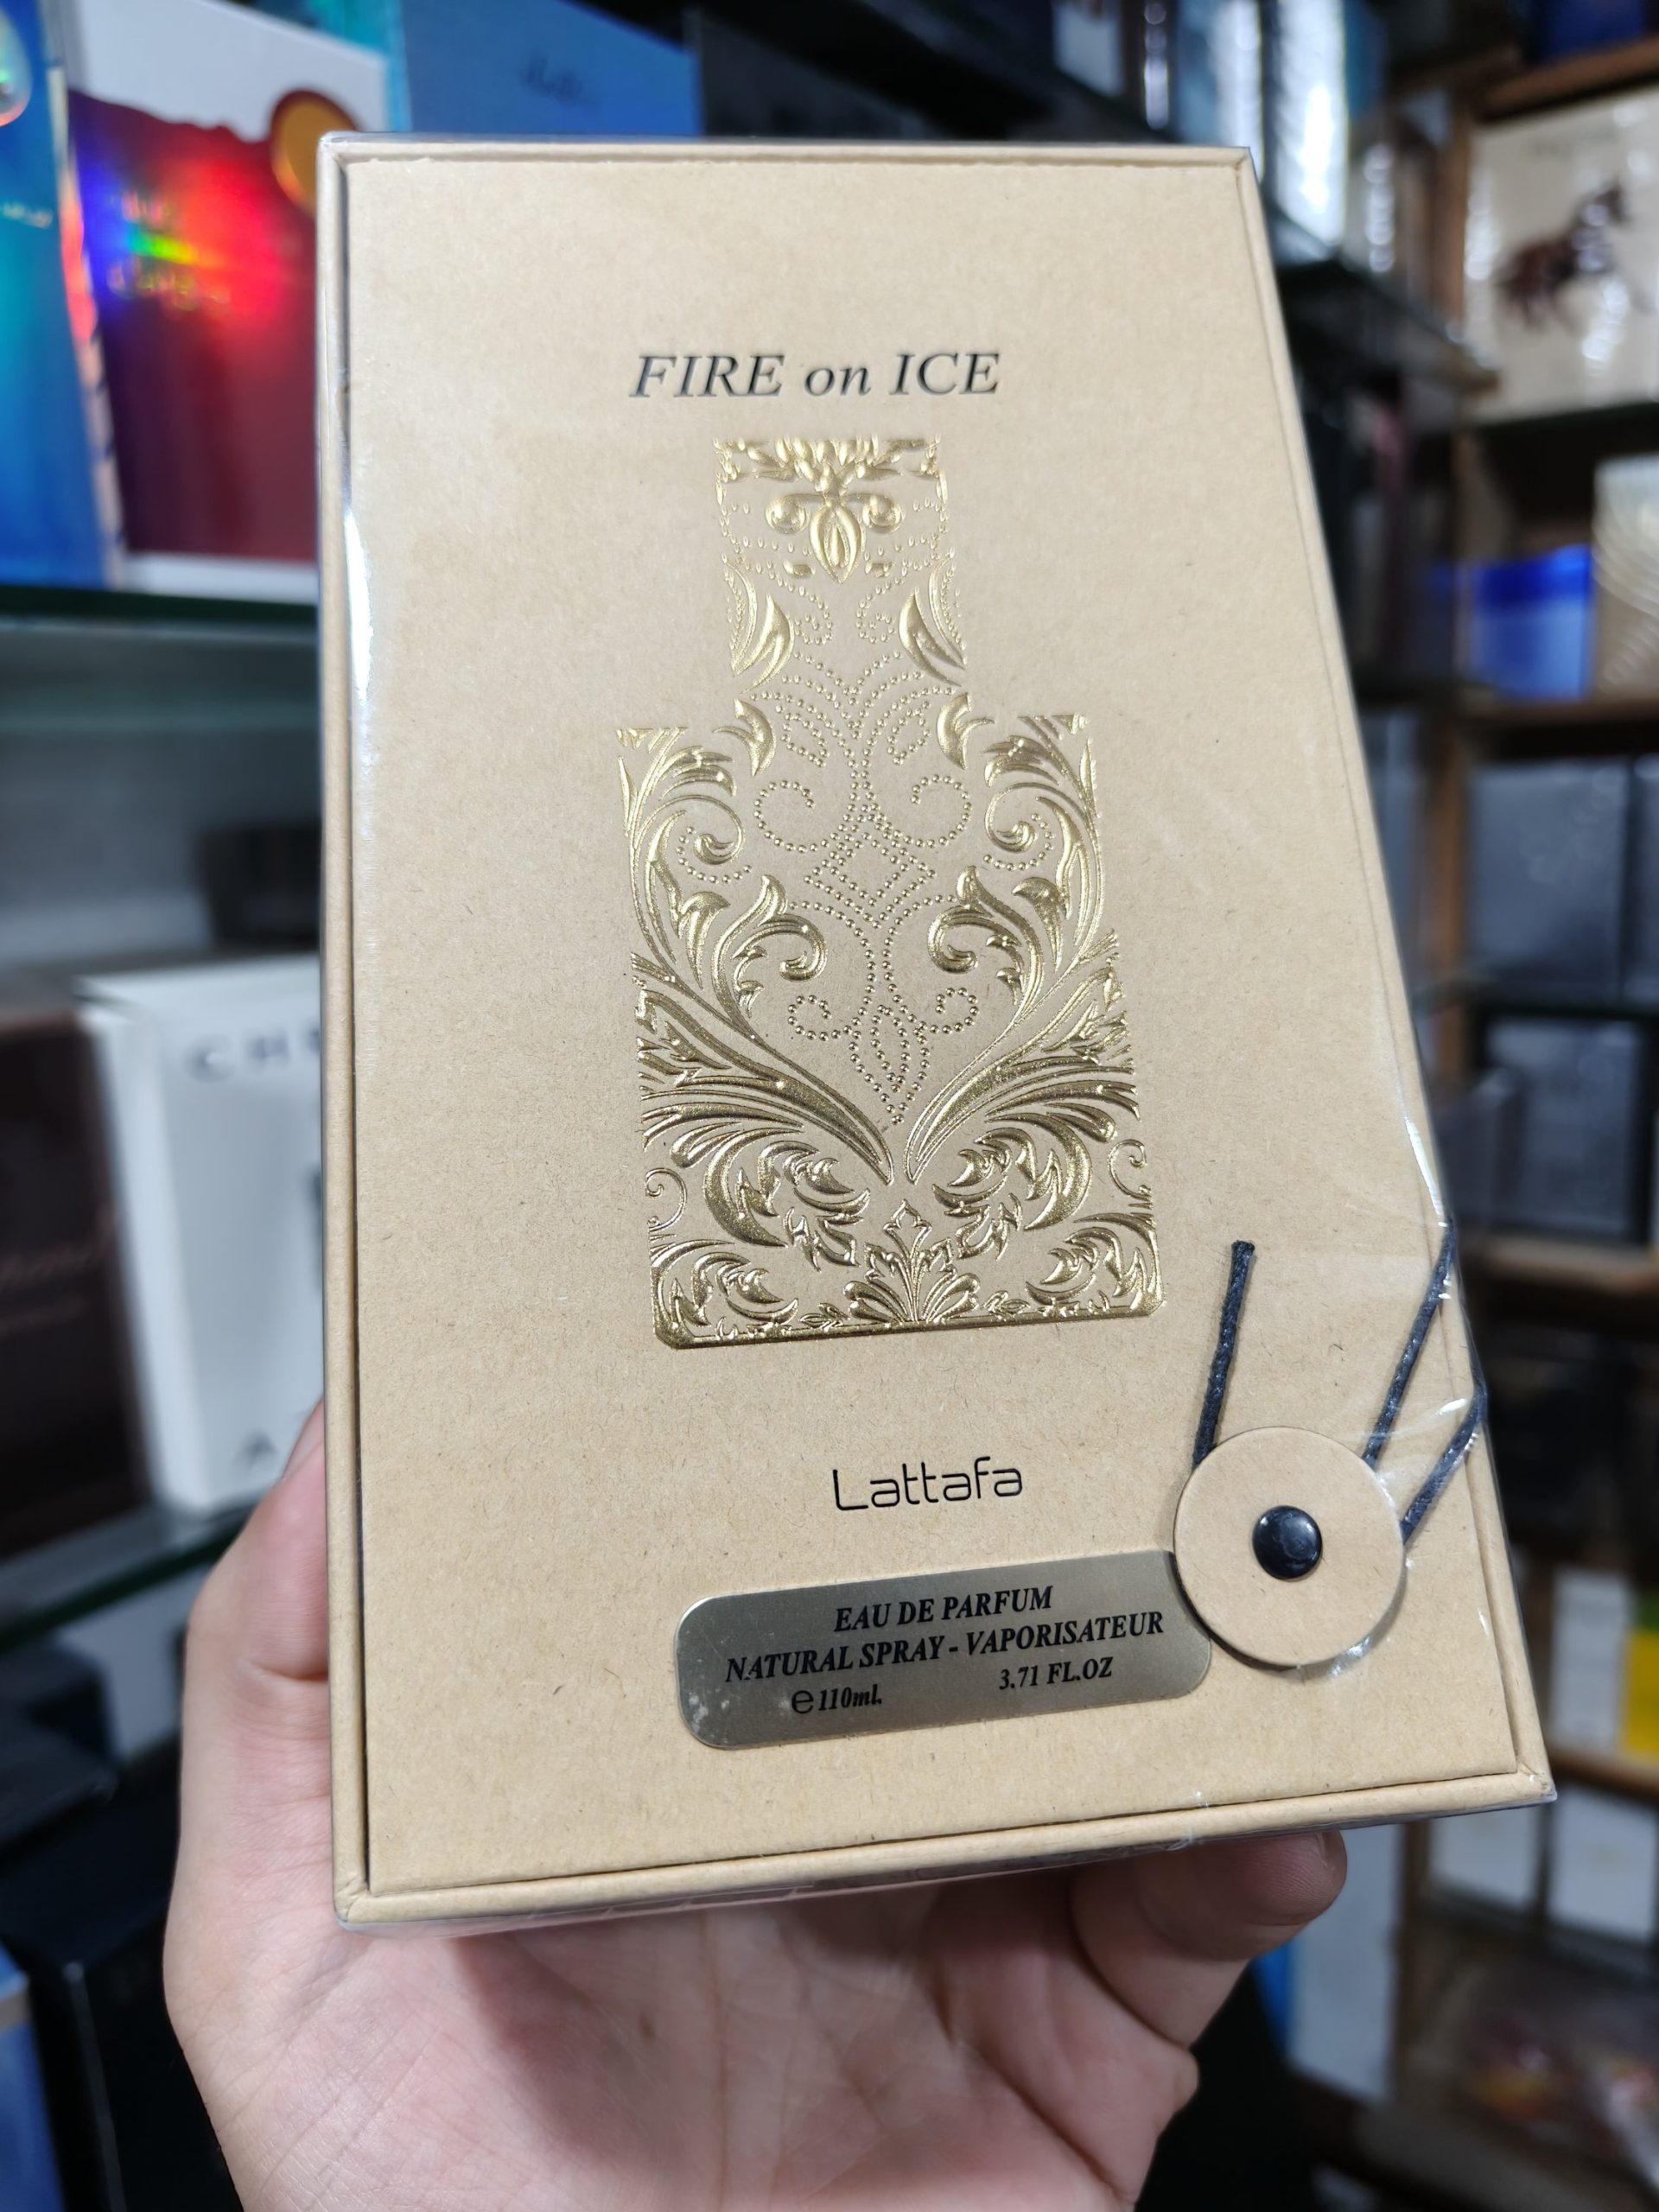 FIRE on ICE
Lattafa
EAU DE PARFUM
NATURAL SPRAY - VAPORISATEUR
℮110ml. 3.71 FL.OZ